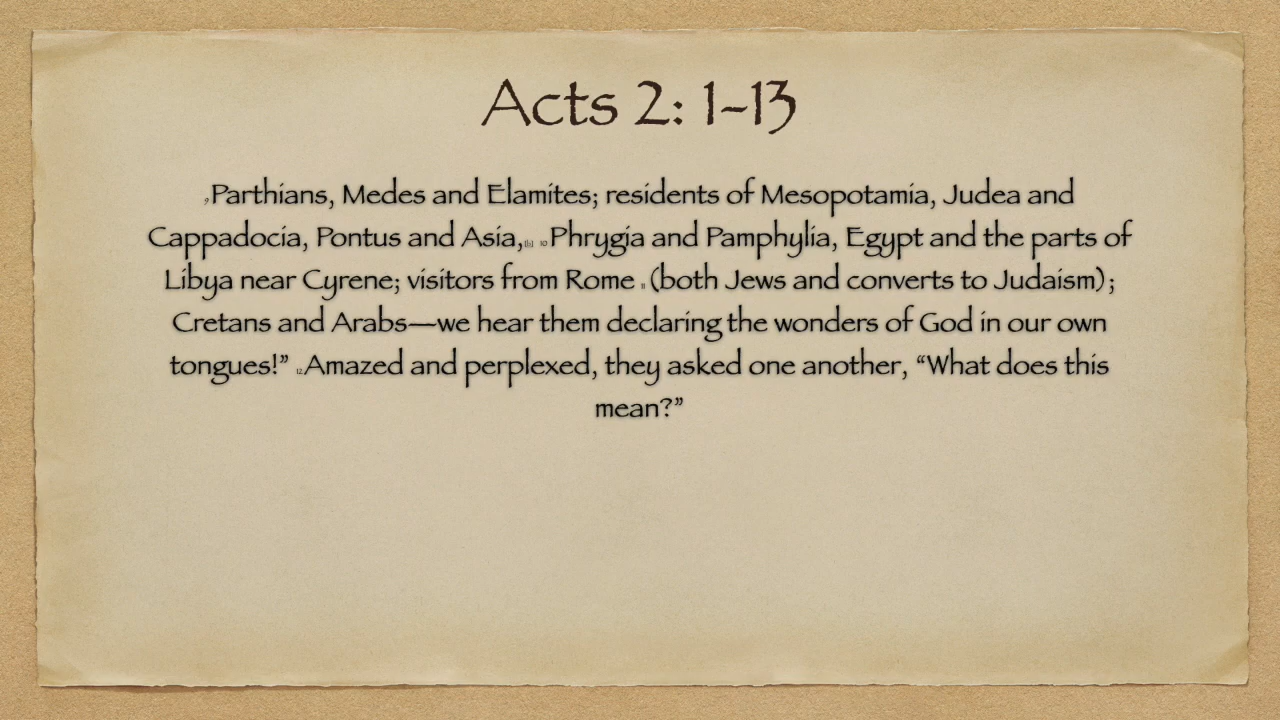 Acts 2: 1-13
9 Parthians, Medes and Elamites; residents of Mesopotamia, Judea and
Cappadocia, Pontus and Asia,[b] 10 Phrygia and Pamphylia, Egypt and the parts of
Libya near Cyrene; visitors from Rome 11 (both Jews and converts to Judaism);
Cretans and Arabs—we hear them declaring the wonders of God in our own
tongues!” 12 Amazed and perplexed, they asked one another, “What does this
mean?”